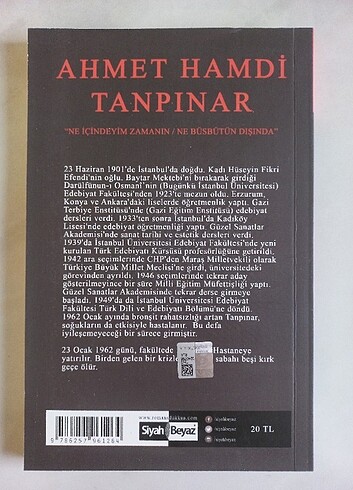 AHMET HAMDİ
TANPINAR
"NE İÇİNDEYİM ZAMANIN / NE BÜSBÜTÜN DIŞINDA"
23 Haziran 1901'de İstanbul'da doğdu. Kadı Hüseyin Fikri
Efendi'nin oğlu. Baytar Mektebi'ni bırakarak girdiği
Darülfünun-ı Osmanî'nin (Bugünkü İstanbul Üniversitesi)
Edebiyat Fakültesi'nden 1923'te mezun oldu. Erzurum,
Konya ve Ankara'daki liselerde öğretmenlik yaptı. Gazi
Terbiye Enstitüsü'nde (Gazi Eğitim Enstitüsü) edebiyat
dersleri verdi. 1933'ten sonra İstanbul'da Kadıköy
Lisesi'nde edebiyat öğretmenliği yaptı. Güzel Sanatlar
Akademisi'nde sanat tarihi ve estetik dersleri verdi.
1939'da İstanbul Üniversitesi Edebiyat Fakültesi'nde yeni
kurulan Türk Edebiyatı Kürsüsü profesörlüğüne getirildi.
1942 ara seçimlerinde CHP'den Maraş Milletvekili olarak
Türkiye Büyük Millet Meclisi'ne girdi, üniversitedeki
görevinden ayrıldı. 1946 seçimlerinde tekrar aday
gösterilmeyince bir süre Milli Eğitim Müfettişliği yaptı.
Güzel Sanatlar Akademisinde tekrar derse girmeye
başladı. 1949'da da İstanbul Üniversitesi Edebiyat
Fakültesi Türk Dili ve Edebiyatı Bölümü'ne döndü.
1962 Ocak ayında bronşit rahatsızlığı artan Tanpınar,
soğukların da etkisiyle hastalanır. Bu defa
iyileşemeyeceği bir sürece girmiştir.
23 Ocak 1962 günü, fakültede Hastaneye
yatırılır. Birden gelen bir krizle sabahı beşi kırk
geçe ölür.
Siyah Beyaz
20 TL
9 786257 661264